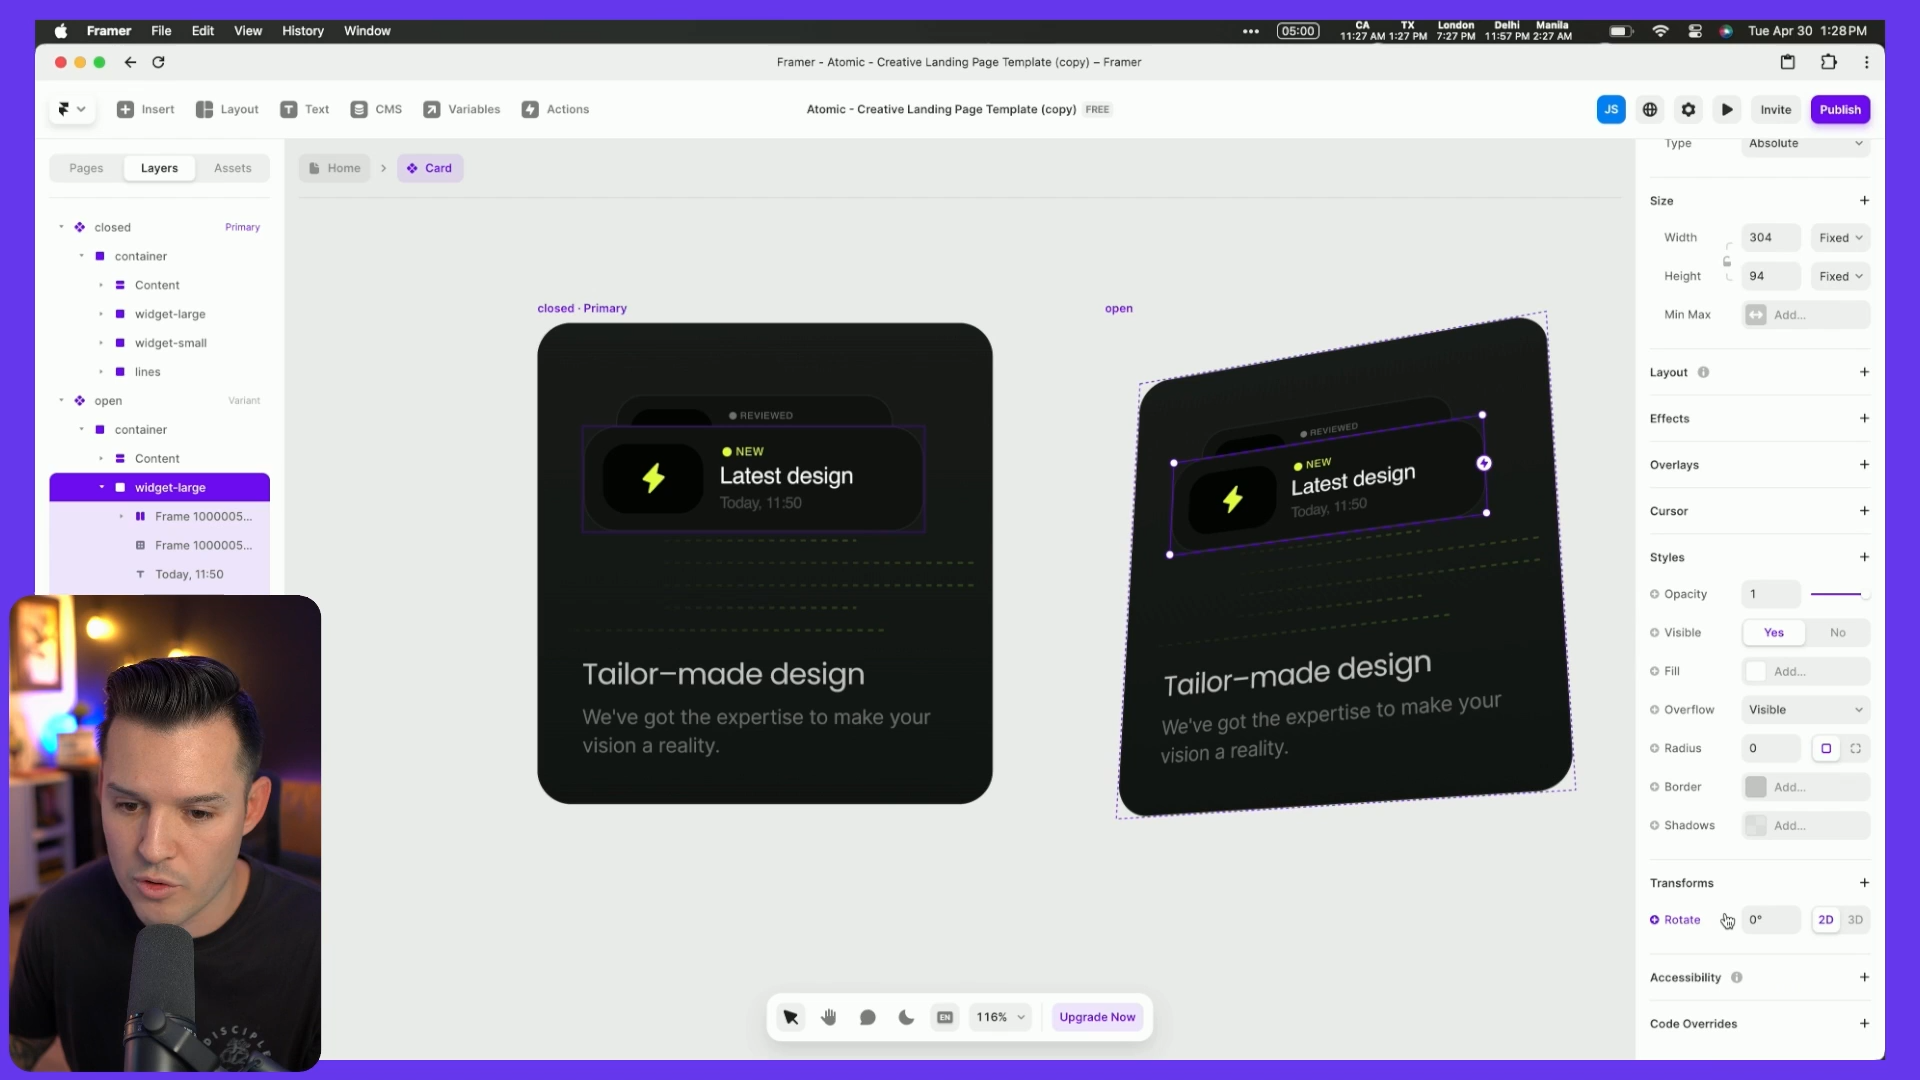 Framer File Edit View History Window
05:00
CA TX London Delhi Manila
11:27 AM 1:27 PM 7:27 PM 11:57 PM 2:27 AM
Tue Apr 30 1:28 PM
Framer - Atomic - Creative Landing Page Template (copy) – Framer
Insert Layout Text CMS Variables Actions
Atomic - Creative Landing Page Template (copy) FREE
JS Invite Publish
Pages Layers Assets
Home Card
closed Primary
container
Content
widget-large
widget-small
lines
open Variant
container
Content
widget-large
Frame 1000005...
Frame 1000005...
Today, 11:50
closed · Primary
REVIEWED
NEW
Latest design
Today, 11:50
Tailor–made design
We've got the expertise to make your
vision a reality.
open
REVIEWED
NEW
Latest design
Today, 11:50
Tailor–made design
We've got the expertise to make your
vision a reality.
EN 116% Upgrade Now
Type Absolute
Size
Width 304 Fixed
Height 94 Fixed
Min Max Add...
Layout
Effects
Overlays
Cursor
Styles
Opacity 1
Visible Yes No
Fill Add...
Overflow Visible
Radius 0
Border Add...
Shadows Add...
Transforms
Rotate 0° 2D 3D
Accessibility
Code Overrides